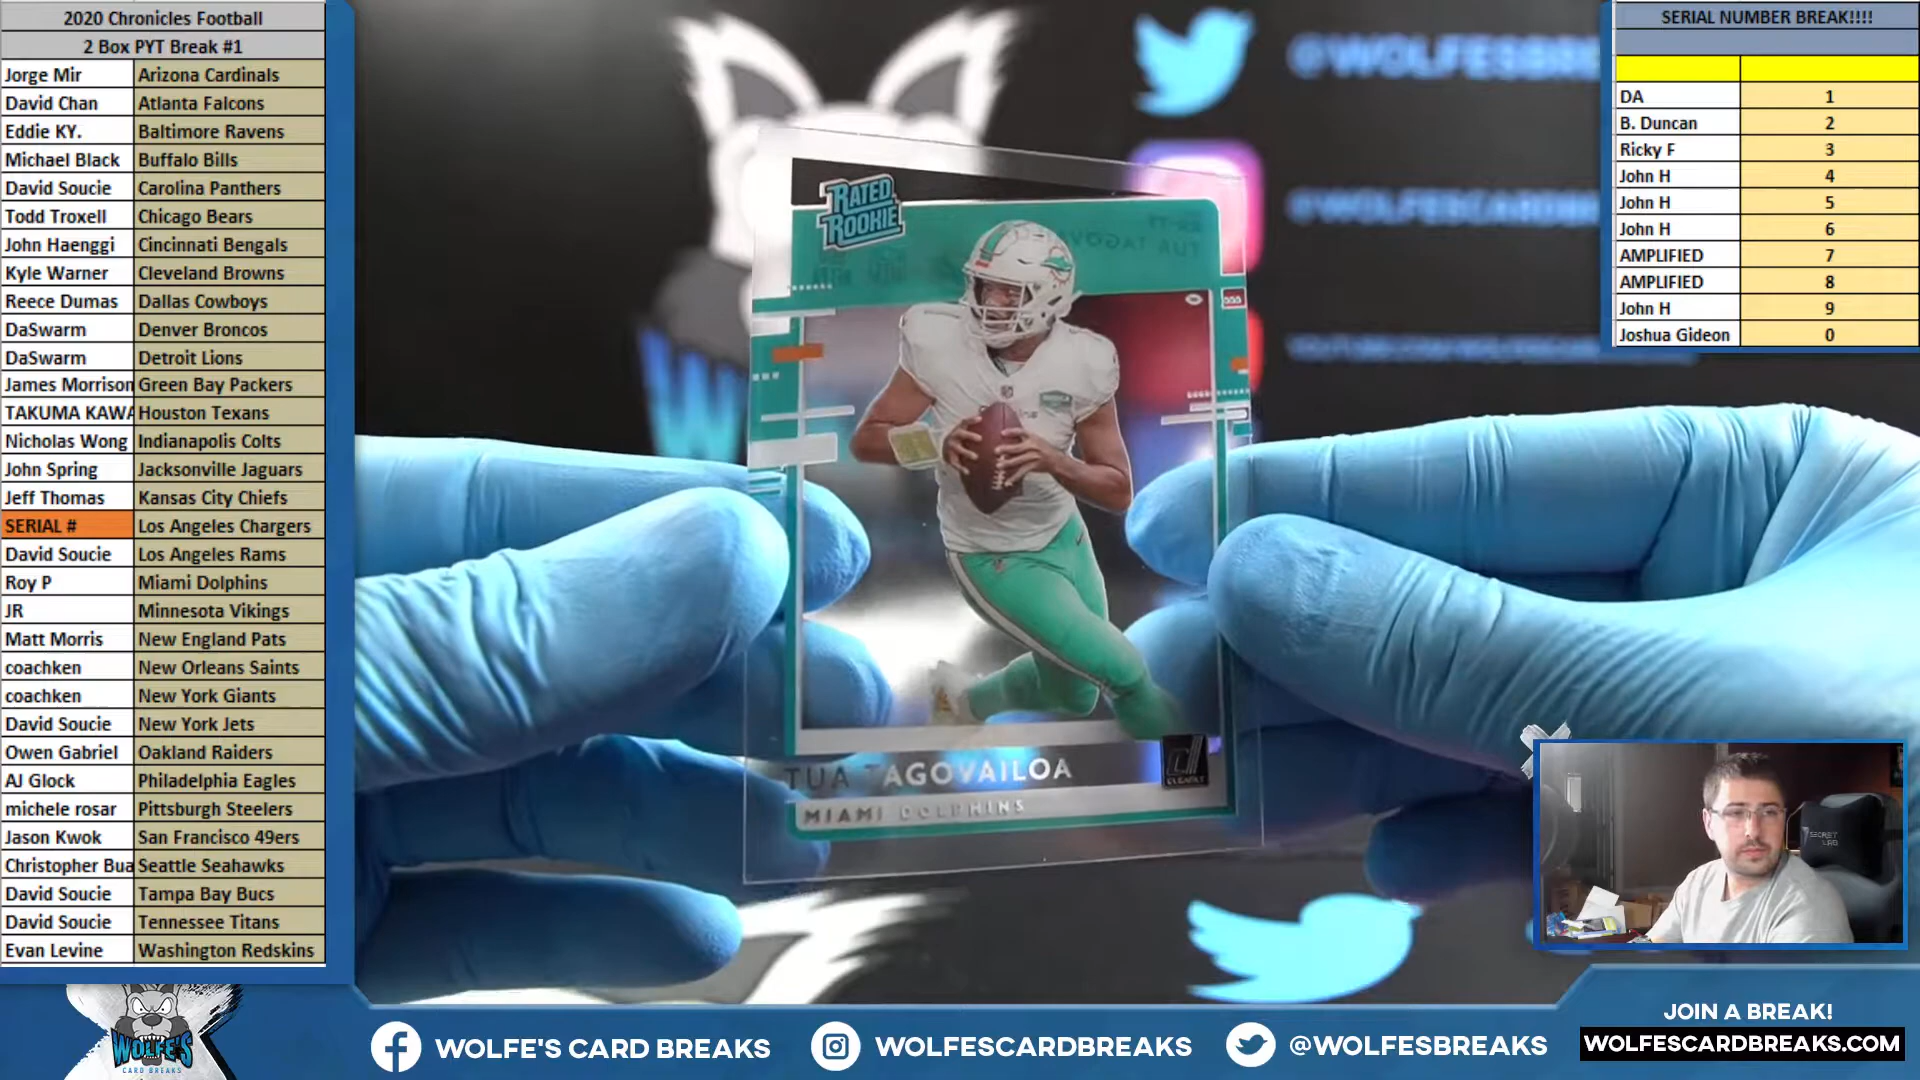 2020 Chronicles Football
2 Box PYT Break #1
Jorge Mir Arizona Cardinals
David Chan Atlanta Falcons
Eddie KY. Baltimore Ravens
Michael Black Buffalo Bills
David Soucie Carolina Panthers
Todd Troxell Chicago Bears
John Haenggi Cincinnati Bengals
Kyle Warner Cleveland Browns
Reece Dumas Dallas Cowboys
DaSwarm Denver Broncos
DaSwarm Detroit Lions
James Morrison Green Bay Packers
TAKUMA KAWA Houston Texans
Nicholas Wong Indianapolis Colts
John Spring Jacksonville Jaguars
Jeff Thomas Kansas City Chiefs
SERIAL # Los Angeles Chargers
David Soucie Los Angeles Rams
Roy P Miami Dolphins
JR Minnesota Vikings
Matt Morris New England Pats
coachken New Orleans Saints
coachken New York Giants
David Soucie New York Jets
Owen Gabriel Oakland Raiders
AJ Glock Philadelphia Eagles
michele rosar Pittsburgh Steelers
Jason Kwok San Francisco 49ers
Christopher Bua Seattle Seahawks
David Soucie Tampa Bay Bucs
David Soucie Tennessee Titans
Evan Levine Washington Redskins
@WOLFESBRE
@WOLFESCARDB
RATED
ROOKIE
TUA TAGOVAILOA
MIAMI DOLPHINS
SERIAL NUMBER BREAK!!!!
DA 1
B. Duncan 2
Ricky F 3
John H 4
John H 5
John H 6
AMPLIFIED 7
AMPLIFIED 8
John H 9
Joshua Gideon 0
SECRET
LAB
WOLFE'S
CARD BREAKS
WOLFE'S CARD BREAKS
WOLFESCARDBREAKS
@WOLFESBREAKS
JOIN A BREAK!
WOLFESCARDBREAKS.COM